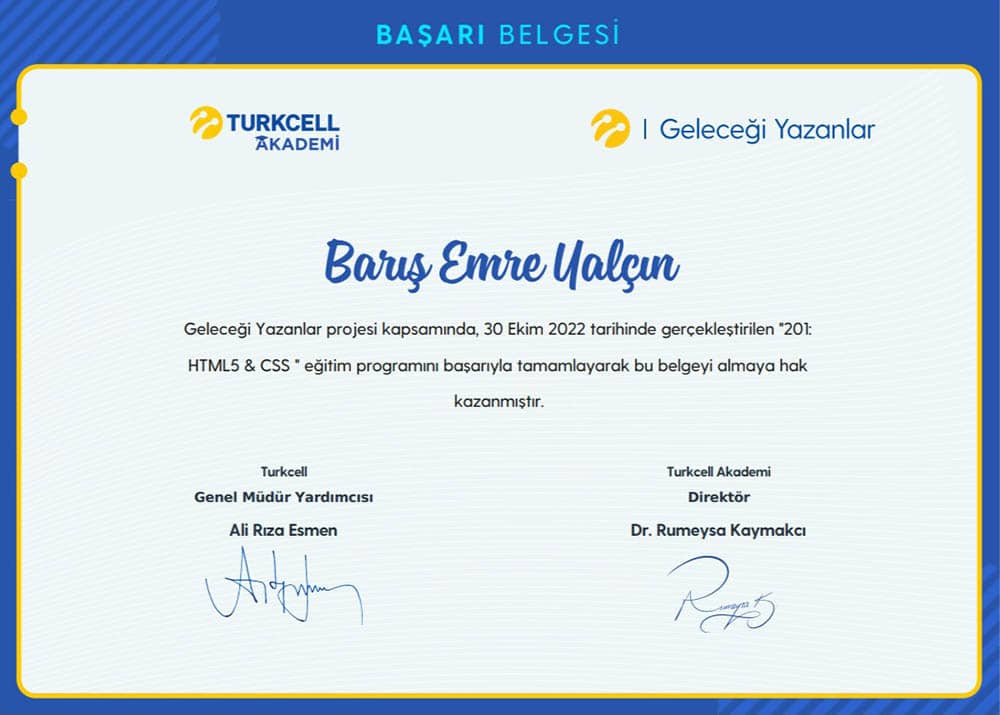 BAŞARI BELGESİ
TURKCELL
AKADEMİ
| Geleceği Yazanlar
Barış Emre Yalçın
Geleceği Yazanlar projesi kapsamında, 30 Ekim 2022 tarihinde gerçekleştirilen "201:
HTML5 & CSS " eğitim programını başarıyla tamamlayarak bu belgeyi almaya hak
kazanmıştır.
Turkcell
Genel Müdür Yardımcısı
Ali Rıza Esmen
Turkcell Akademi
Direktör
Dr. Rumeysa Kaymakcı
Rumeysa K